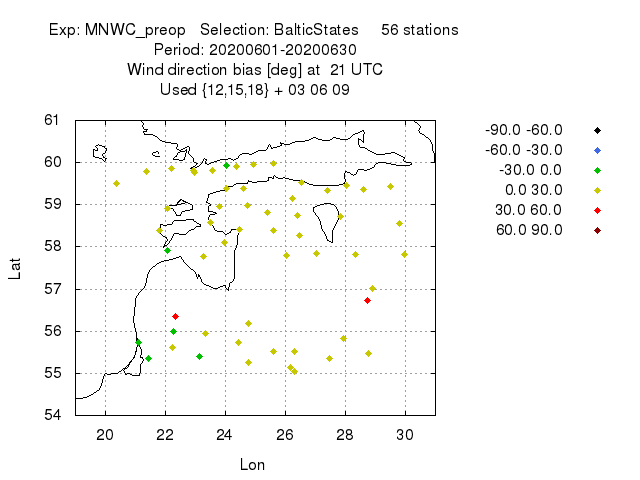 Exp: MNWC_preop   Selection: BalticStates     56 stations
Period: 20200601-20200630
Wind direction bias [deg] at  21 UTC
Used {12,15,18} + 03 06 09
-90.0 -60.0
-60.0 -30.0
-30.0 0.0
0.0 30.0
30.0 60.0
60.0 90.0
61
60
59
58
57
56
55
54
Lat
20 22 24 26 28 30
Lon